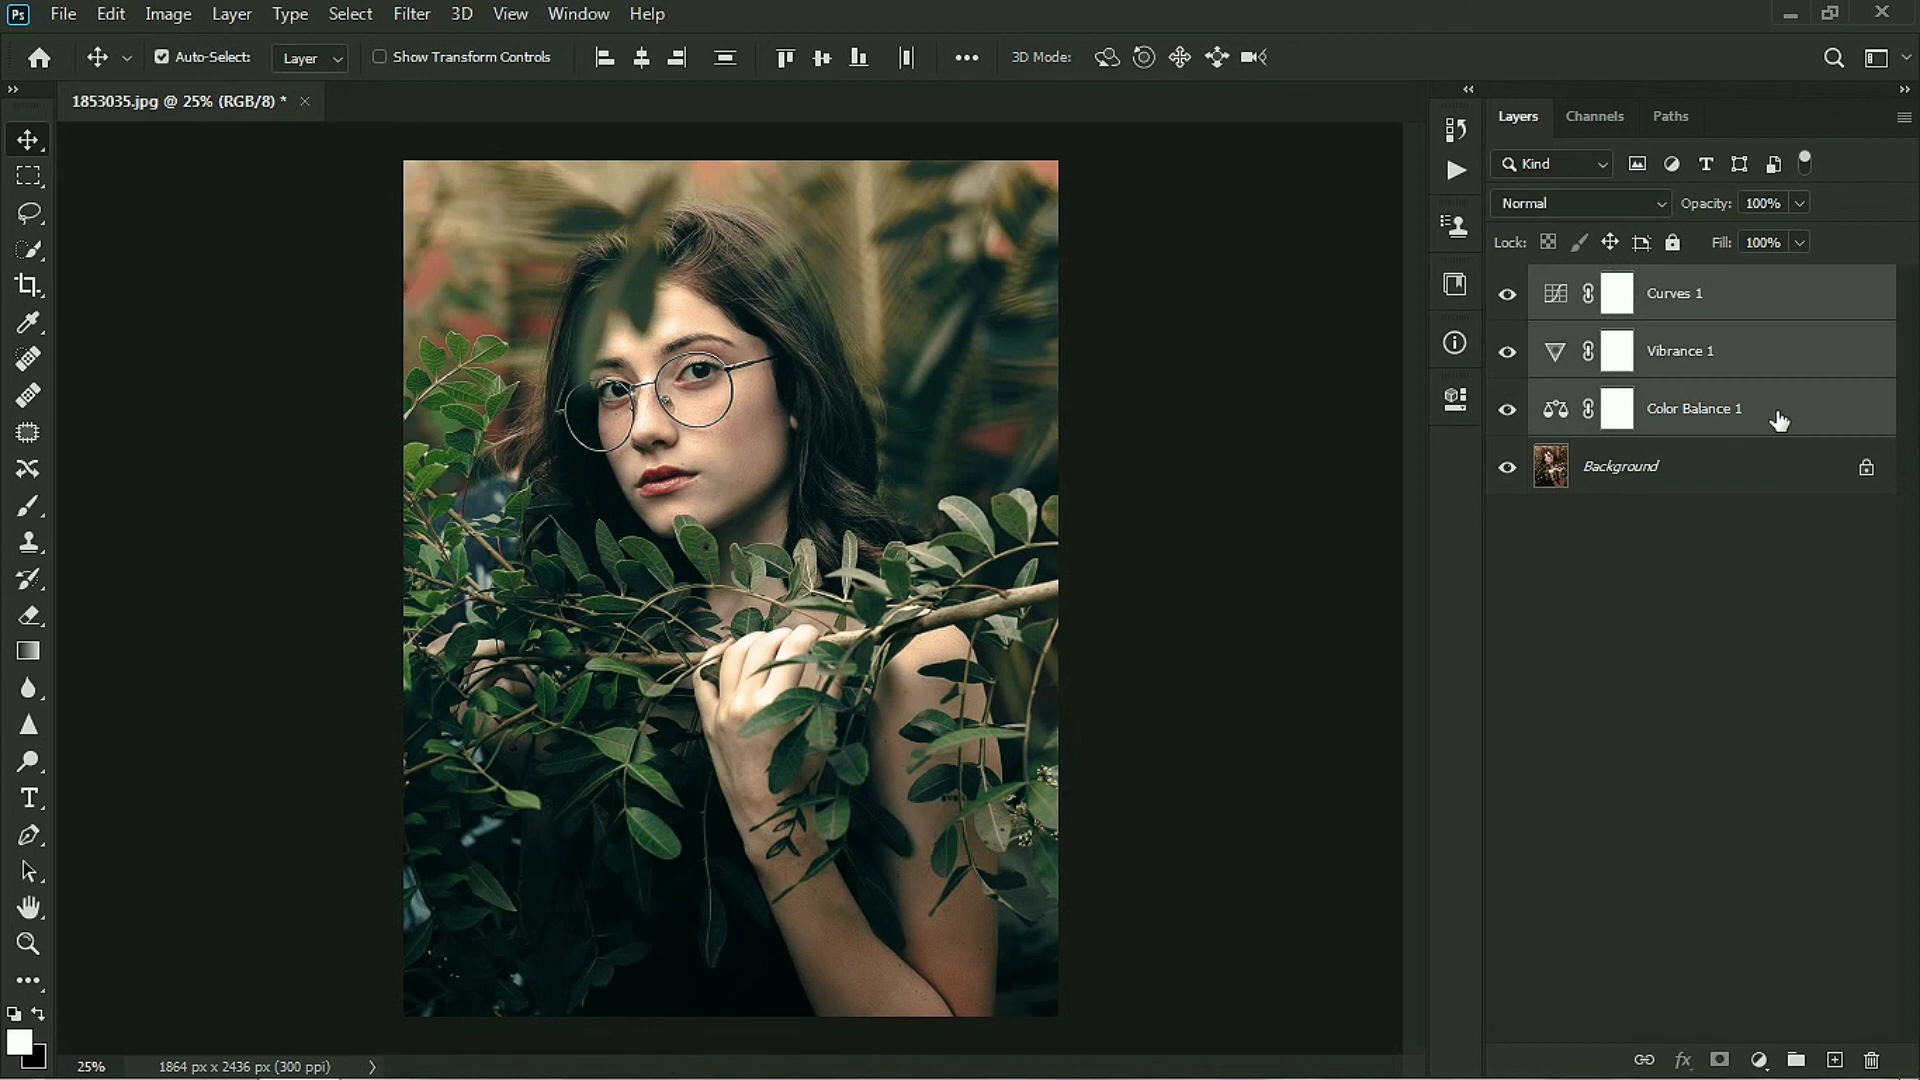 Ps File Edit Image Layer Type Select Filter 3D View Window Help
Auto-Select: Layer Show Transform Controls 3D Mode:
1853035.jpg @ 25% (RGB/8) *
Layers Channels Paths
Kind
Normal Opacity: 100%
Lock: Fill: 100%
Curves 1
Vibrance 1
Color Balance 1
Background
fx
25% 1864 px x 2436 px (300 ppi)